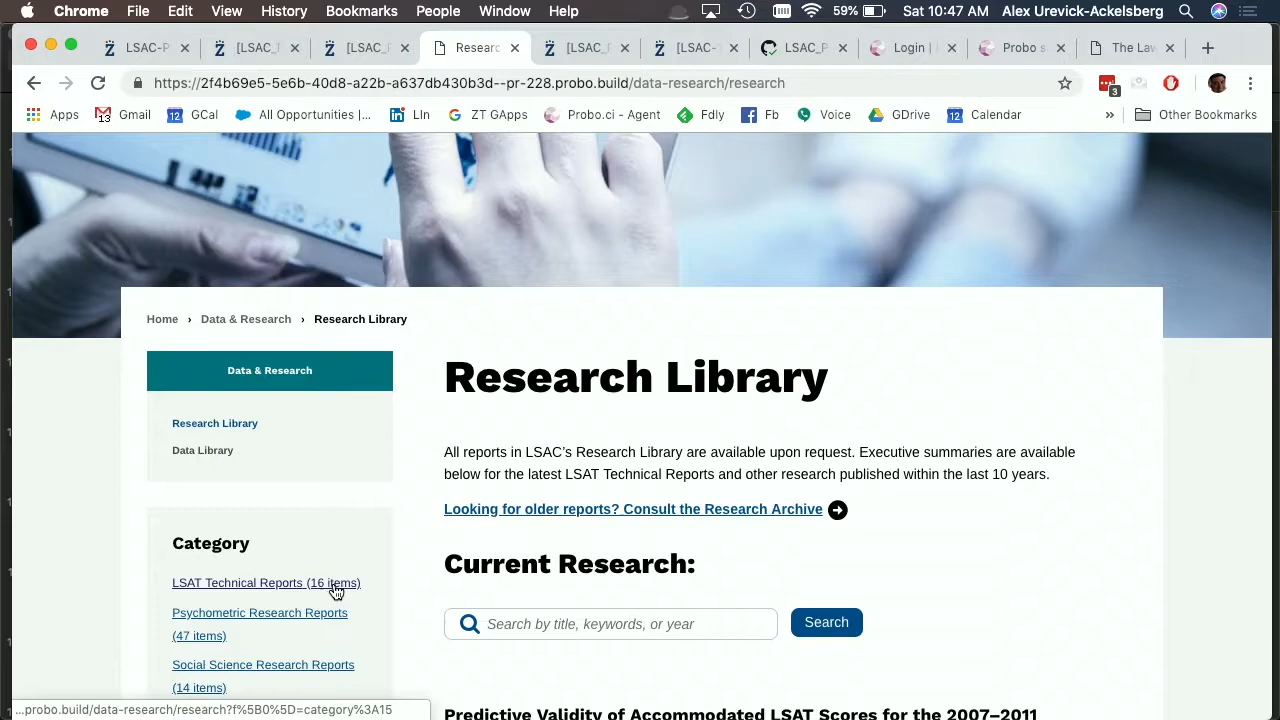 Chrome File Edit View History Bookmarks People Window Help 59% Sat 10:47 AM Alex Urevick-Ackelsberg
LSAC-P [LSAC_ [LSAC_ Researc [LSAC_ [LSAC- LSAC_P Login | Probo s The Law
https://2f4b69e5-5e6b-40d8-a22b-a637db430b3d--pr-228.probo.build/data-research/research
3
Apps Gmail GCal All Opportunities |... LIn ZT GApps Probo.ci - Agent Fdly Fb Voice GDrive Calendar » Other Bookmarks
13 12 12
Home › Data & Research › Research Library
Data & Research
Research Library
Data Library
Category
LSAT Technical Reports (16 items)
Psychometric Research Reports
(47 items)
Social Science Research Reports
(14 items)
Research Library
All reports in LSAC’s Research Library are available upon request. Executive summaries are available
below for the latest LSAT Technical Reports and other research published within the last 10 years.
Looking for older reports? Consult the Research Archive
Current Research:
Search by title, keywords, or year Search
Predictive Validity of Accommodated LSAT Scores for the 2007–2011
...probo.build/data-research/research?f%5B0%5D=category%3A15